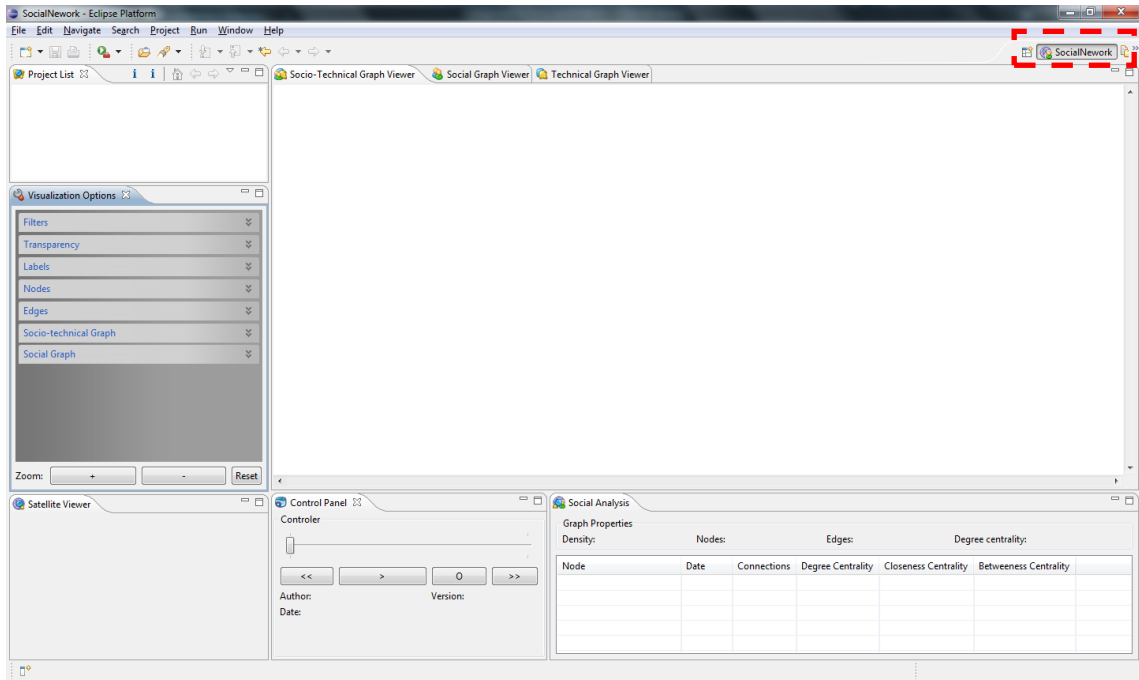 SocialNework - Eclipse Platform
File Edit Navigate Search Project Run Window Help
SocialNework
Project List
Socio-Technical Graph Viewer
Social Graph Viewer
Technical Graph Viewer
Visualization Options
Filters
Transparency
Labels
Nodes
Edges
Socio-technical Graph
Social Graph
Zoom: + - Reset
Satellite Viewer
Control Panel
Controler
<< > O >>
Author: Version:
Date:
Social Analysis
Graph Properties
Density: Nodes: Edges: Degree centrality:
Node Date Connections Degree Centrality Closeness Centrality Betweeness Centrality